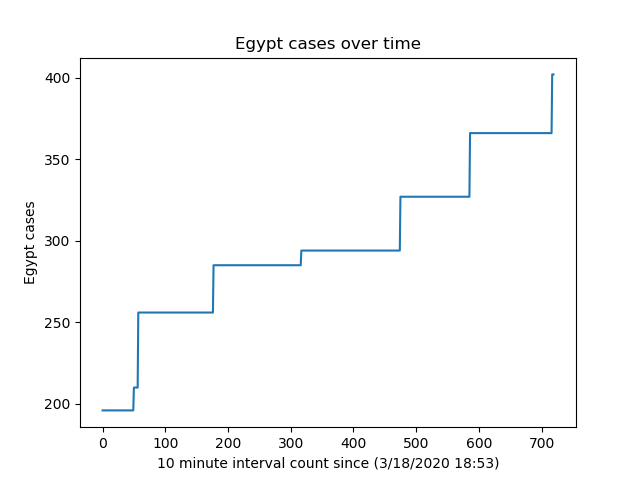 Egypt cases over time
400
350
300
250
200
Egypt cases
0 100 200 300 400 500 600 700
10 minute interval count since (3/18/2020 18:53)